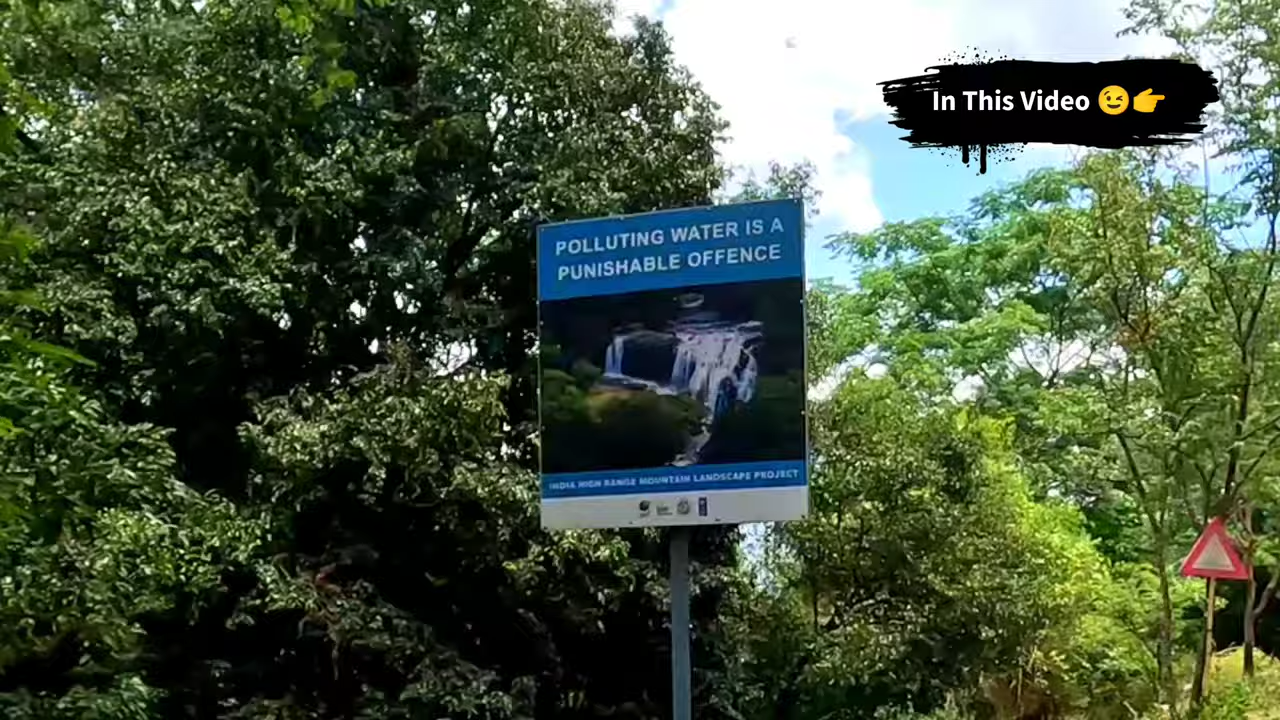 In This Video 😉👉
POLLUTING WATER IS A
PUNISHABLE OFFENCE
INDIA HIGH RANGE MOUNTAIN LANDSCAPE PROJECT